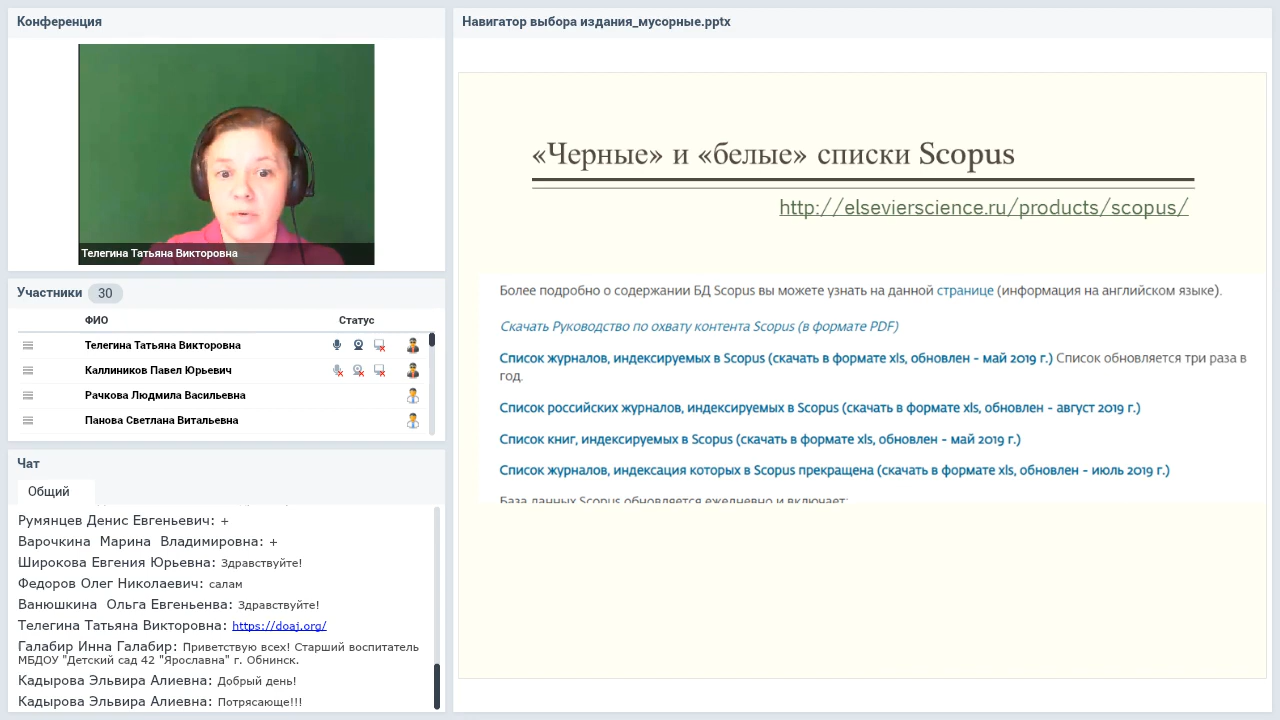 Конференция
Телегина Татьяна Викторовна
Участники 30
ФИО Статус
Телегина Татьяна Викторовна
Каллиников Павел Юрьевич
Рачкова Людмила Васильевна
Панова Светлана Витальевна
Чат
Общий
Румянцев Денис Евгеньевич: +
Варочкина Марина Владимировна: +
Широкова Евгения Юрьевна: Здравствуйте!
Федоров Олег Николаевич: салам
Ванюшкина Ольга Евгеньенва: Здравствуйте!
Телегина Татьяна Викторовна: https://doaj.org/
Галабир Инна Галабир: Приветствую всех! Старший воспитатель
МБДОУ "Детский сад 42 "Ярославна" г. Обнинск.
Кадырова Эльвира Алиевна: Добрый день!
Кадырова Эльвира Алиевна: Потрясающе!!!
Навигатор выбора издания_мусорные.pptx
«Черные» и «белые» списки Scopus
http://elsevierscience.ru/products/scopus/
Более подробно о содержании БД Scopus вы можете узнать на данной странице (информация на английском языке).
Скачать Руководство по охвату контента Scopus (в формате PDF)
Список журналов, индексируемых в Scopus (скачать в формате xls, обновлен - май 2019 г.) Список обновляется три раза в
год.
Список российских журналов, индексируемых в Scopus (скачать в формате xls, обновлен - август 2019 г.)
Список книг, индексируемых в Scopus (скачать в формате xls, обновлен - май 2019 г.)
Список журналов, индексация которых в Scopus прекращена (скачать в формате xls, обновлен - июль 2019 г.)
База данных Scopus обновляется ежедневно и включает: